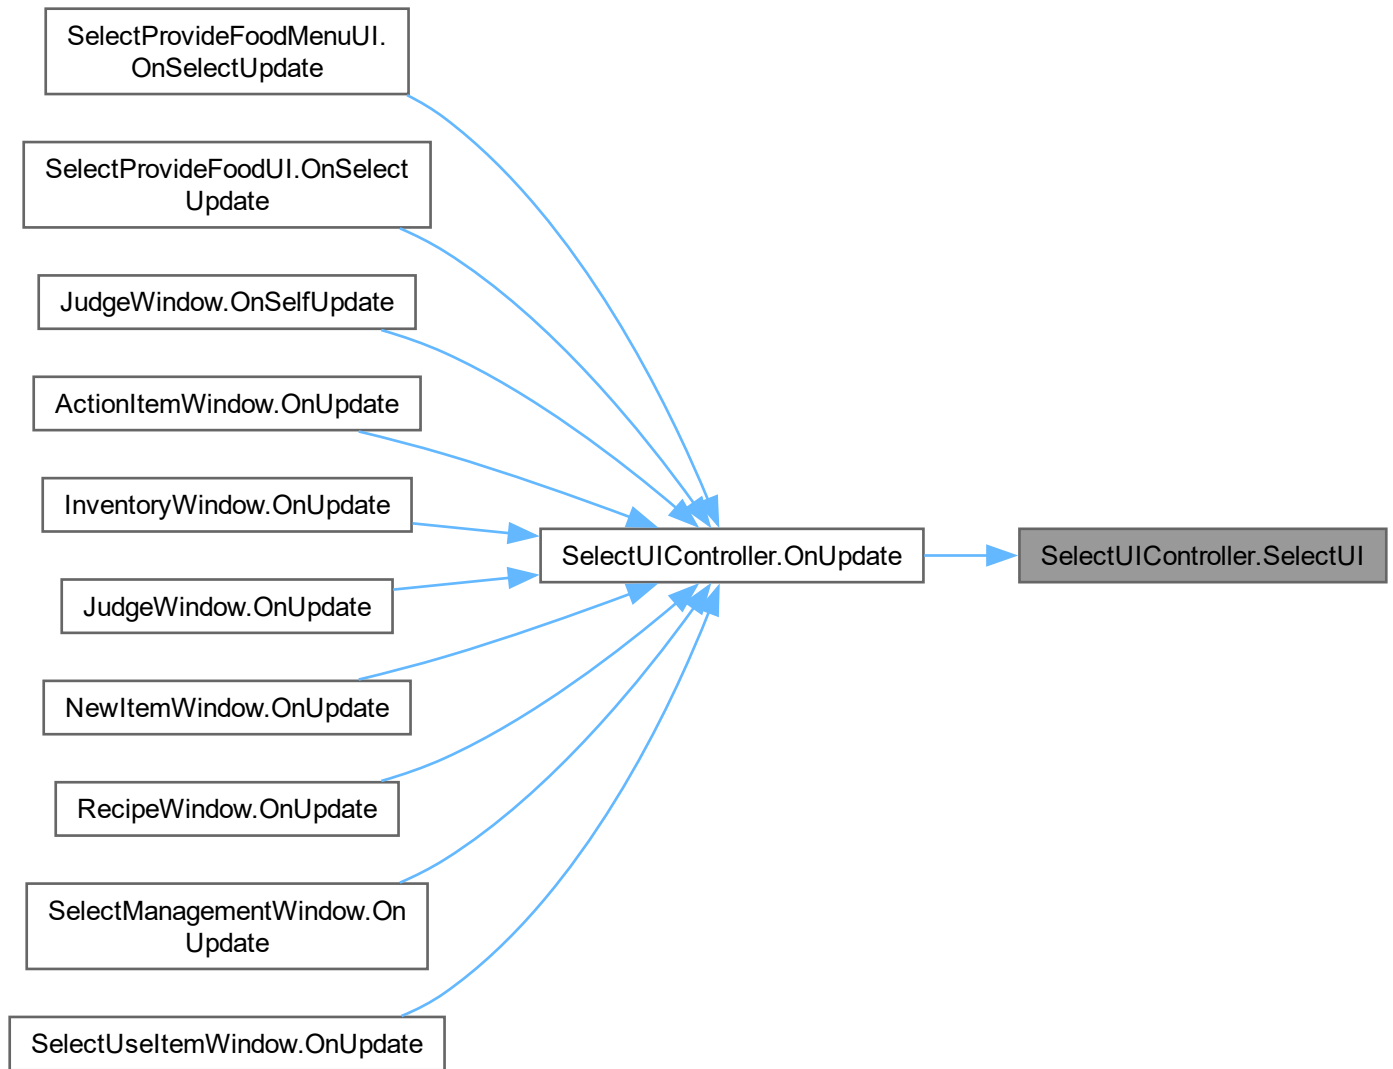 SelectProvideFoodMenuUI.
OnSelectUpdate
SelectProvideFoodUI.OnSelect
Update
JudgeWindow.OnSelfUpdate
ActionItemWindow.OnUpdate
InventoryWindow.OnUpdate
SelectUIController.OnUpdate
SelectUIController.SelectUI
JudgeWindow.OnUpdate
NewItemWindow.OnUpdate
RecipeWindow.OnUpdate
SelectManagementWindow.On
Update
SelectUseItemWindow.OnUpdate